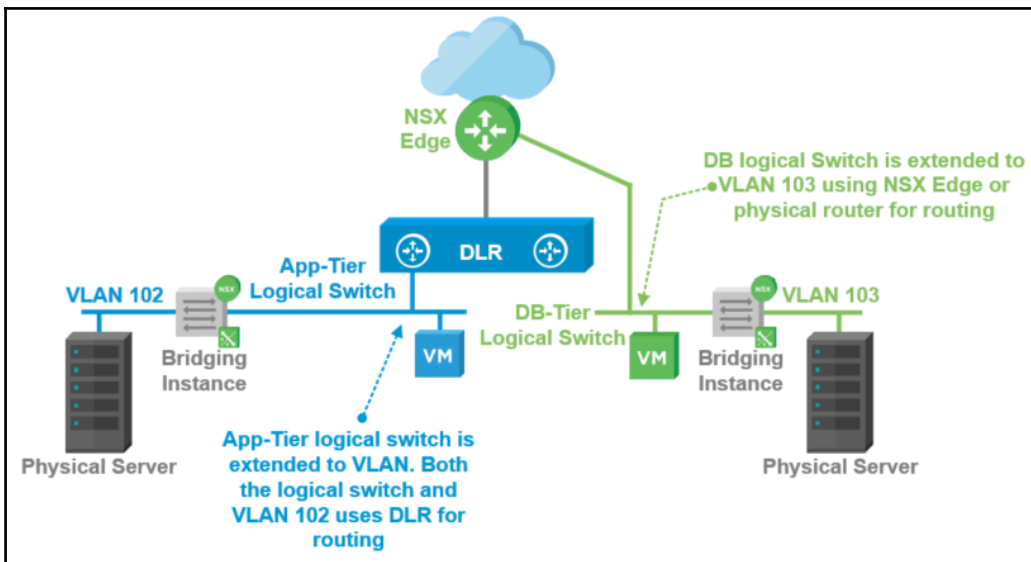 NSX
Edge
DB logical Switch is extended to
VLAN 103 using NSX Edge or
physical router for routing
DLR
App-Tier
Logical Switch
VLAN 102
NSX
Bridging
Instance
VM
Physical Server
DB-Tier
Logical Switch
VM
NSX
VLAN 103
Bridging
Instance
Physical Server
App-Tier logical switch is
extended to VLAN. Both
the logical switch and
VLAN 102 uses DLR for
routing